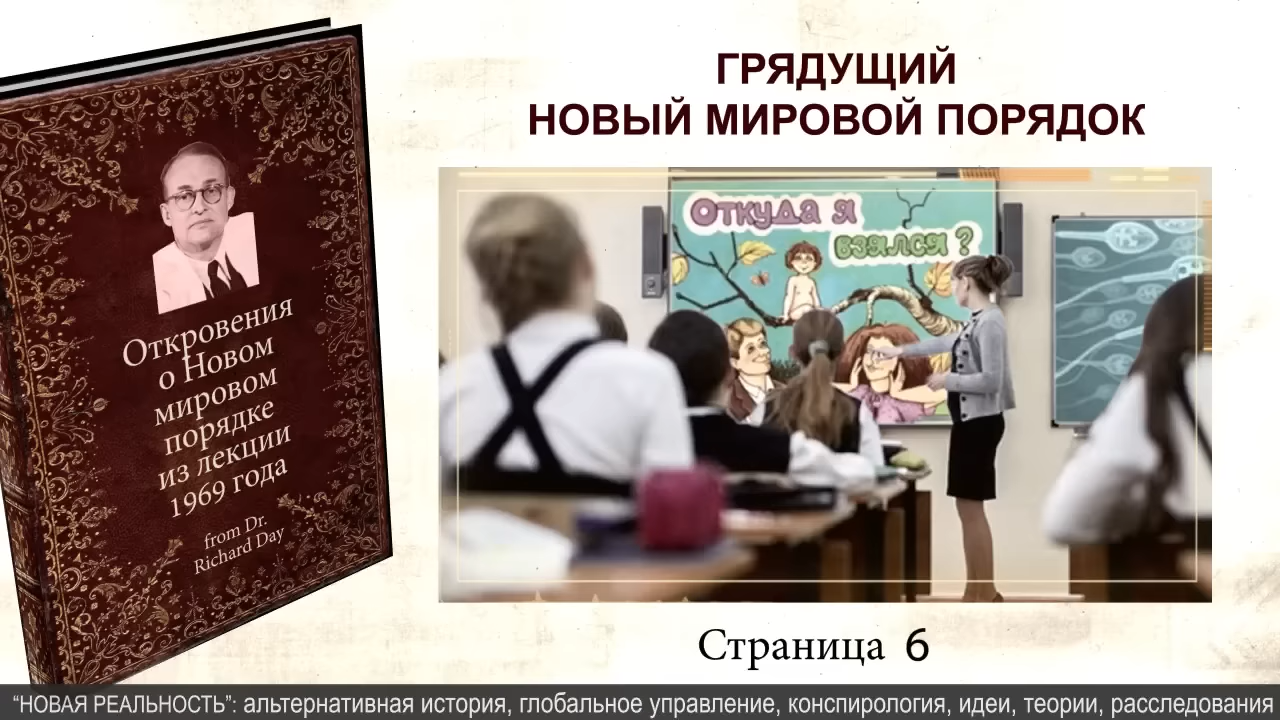 ГРЯДУЩИЙ
НОВЫЙ МИРОВОЙ ПОРЯДОК
Откровения
о Новом
мировом
порядке
из лекции
1969 года
from Dr.
Richard Day
Откуда я
взялся?
Страница 6
“НОВАЯ РЕАЛЬНОСТЬ”: альтернативная история, глобальное управление, конспирология, идеи, теории, расследования